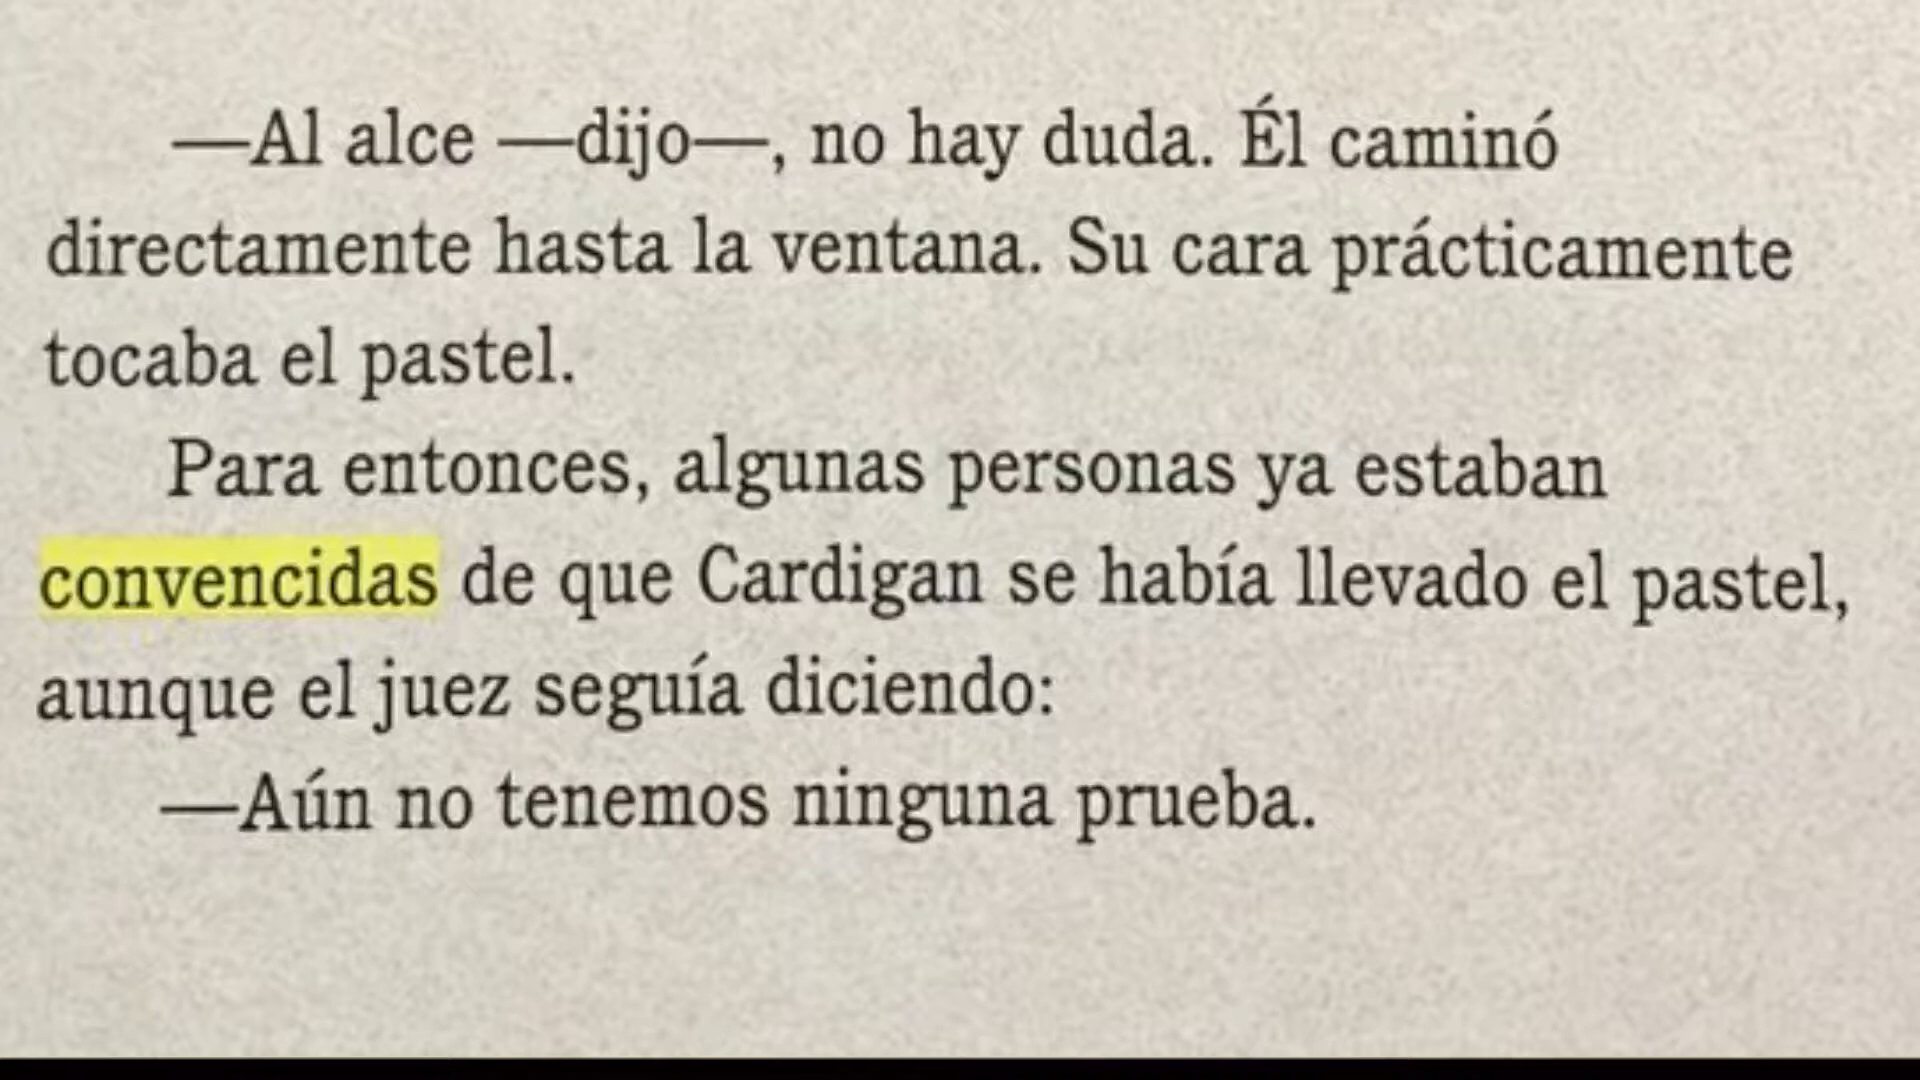 —Al alce —dijo—, no hay duda. Él caminó
directamente hasta la ventana. Su cara prácticamente
tocaba el pastel.
Para entonces, algunas personas ya estaban
convencidas de que Cardigan se había llevado el pastel,
aunque el juez seguía diciendo:
—Aún no tenemos ninguna prueba.